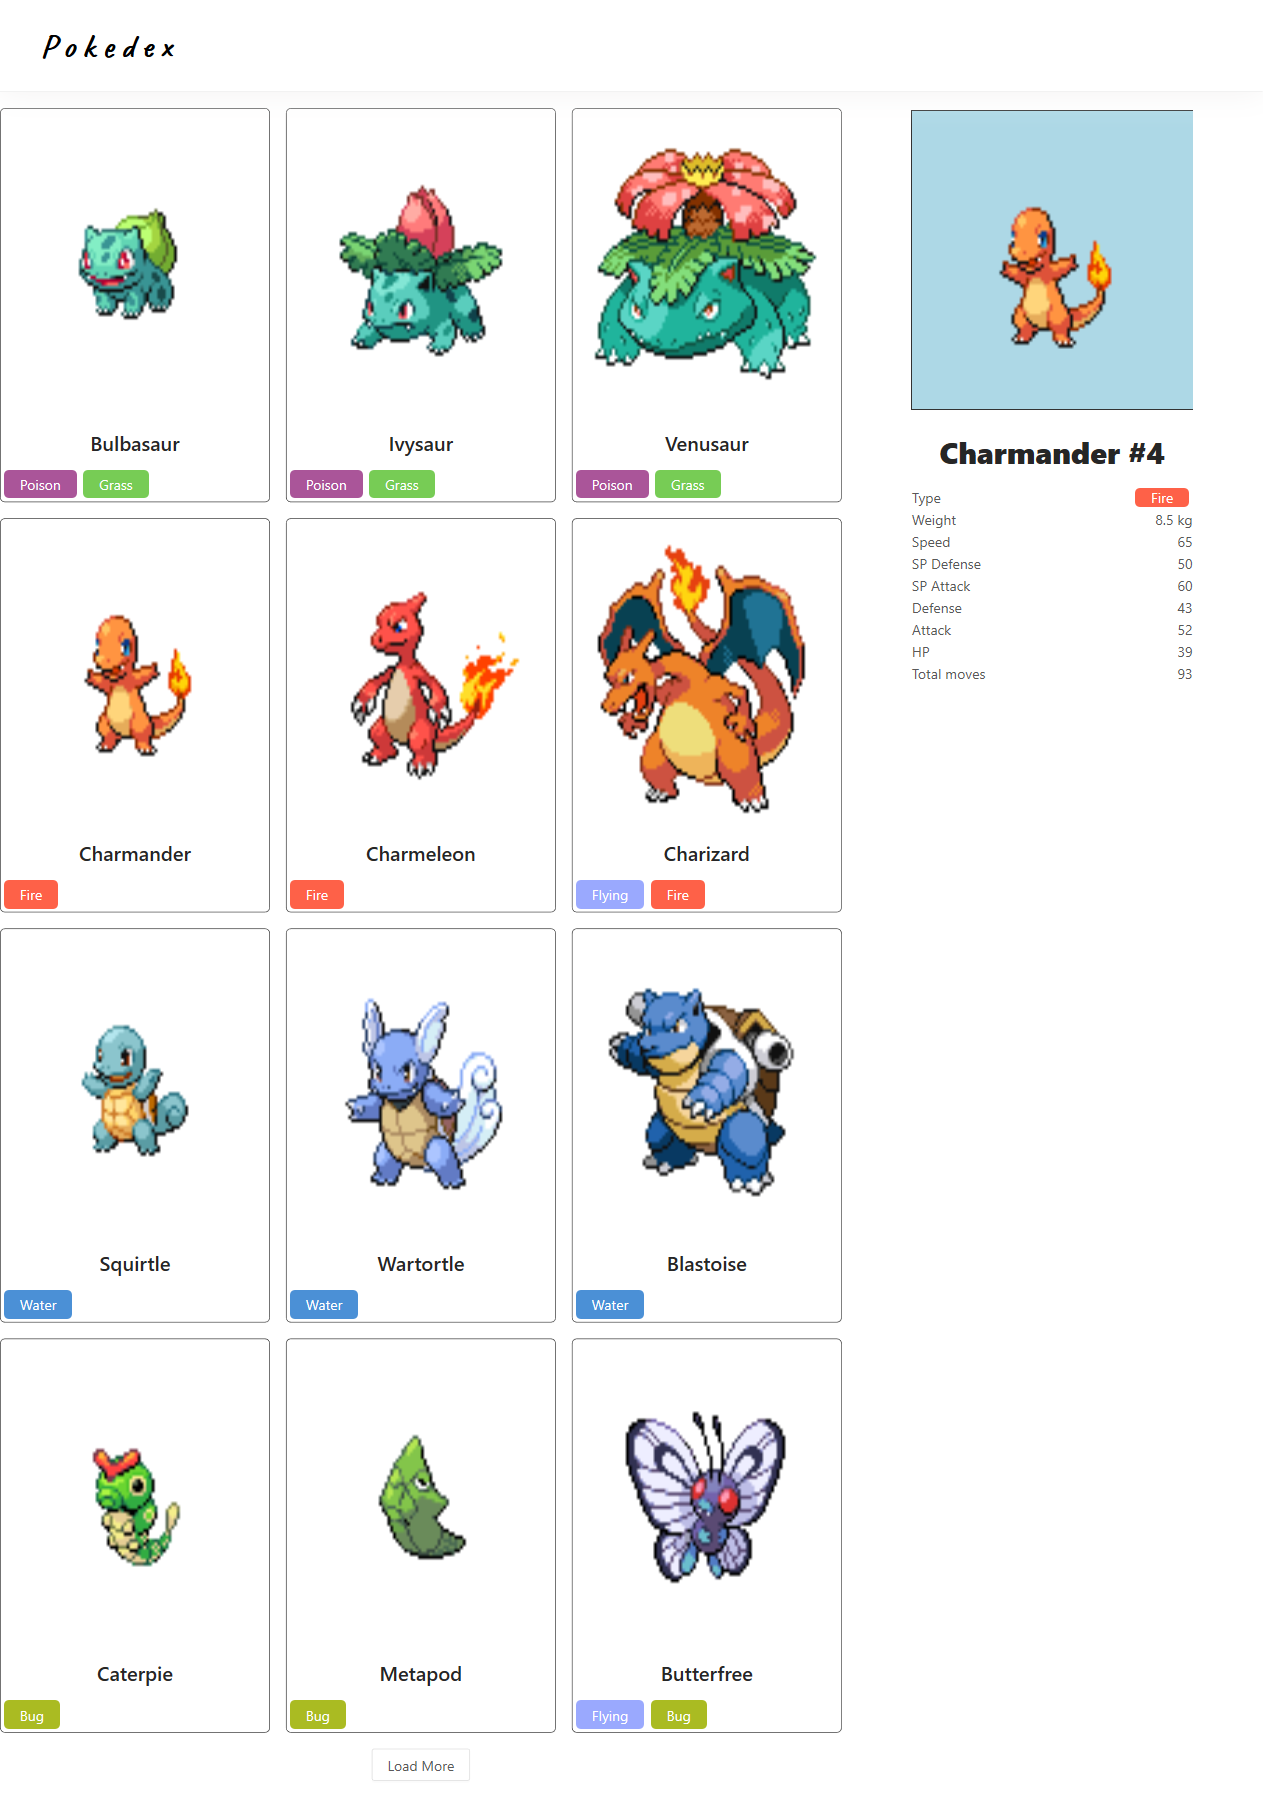 Pokedex
Bulbasaur
Poison Grass
Ivysaur
Poison Grass
Venusaur
Poison Grass
Charmander
Fire
Charmeleon
Fire
Charizard
Flying Fire
Squirtle
Water
Wartortle
Water
Blastoise
Water
Caterpie
Bug
Metapod
Bug
Butterfree
Flying Bug
Load More
Charmander #4
Type Fire
Weight 8.5 kg
Speed 65
SP Defense 50
SP Attack 60
Defense 43
Attack 52
HP 39
Total moves 93